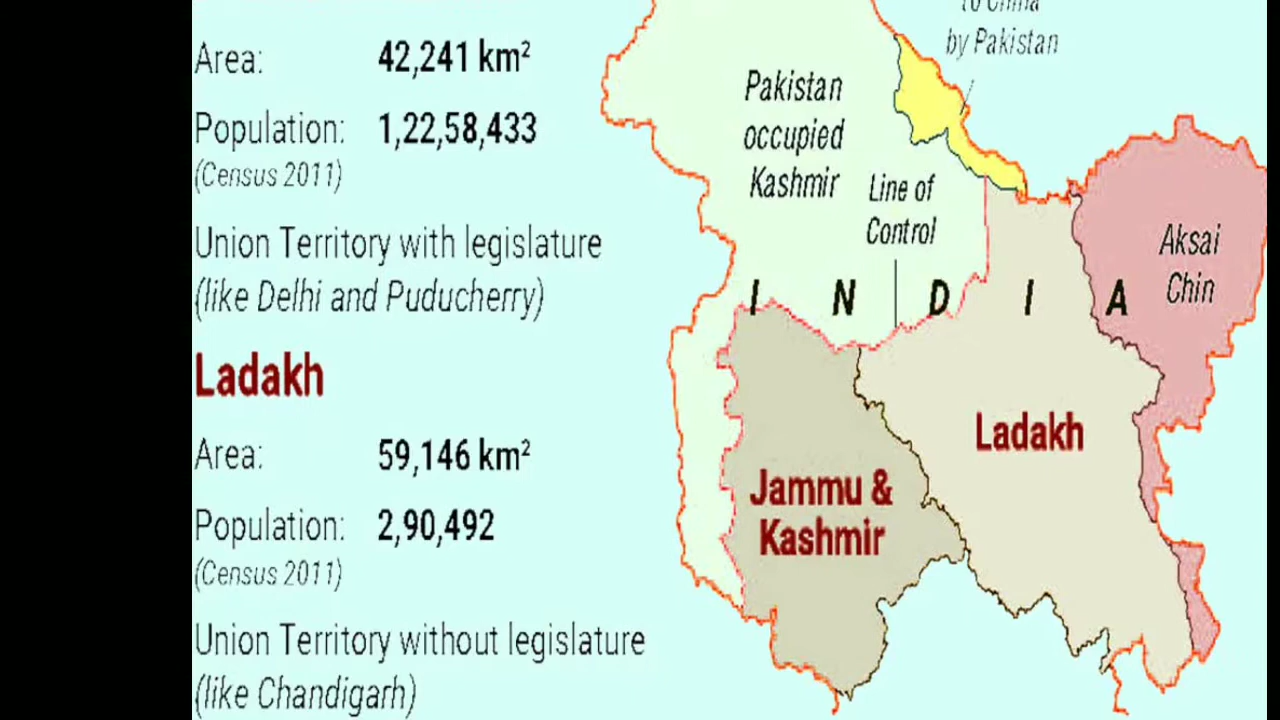 Area: 42,241 km²
Population: 1,22,58,433
(Census 2011)
Union Territory with legislature
(like Delhi and Puducherry)
Ladakh
Area: 59,146 km²
Population: 2,90,492
(Census 2011)
Union Territory without legislature
(like Chandigarh)
to China
by Pakistan
Pakistan
occupied
Kashmir
Line of
Control
Aksai
Chin
I N D I A
Ladakh
Jammu &
Kashmir